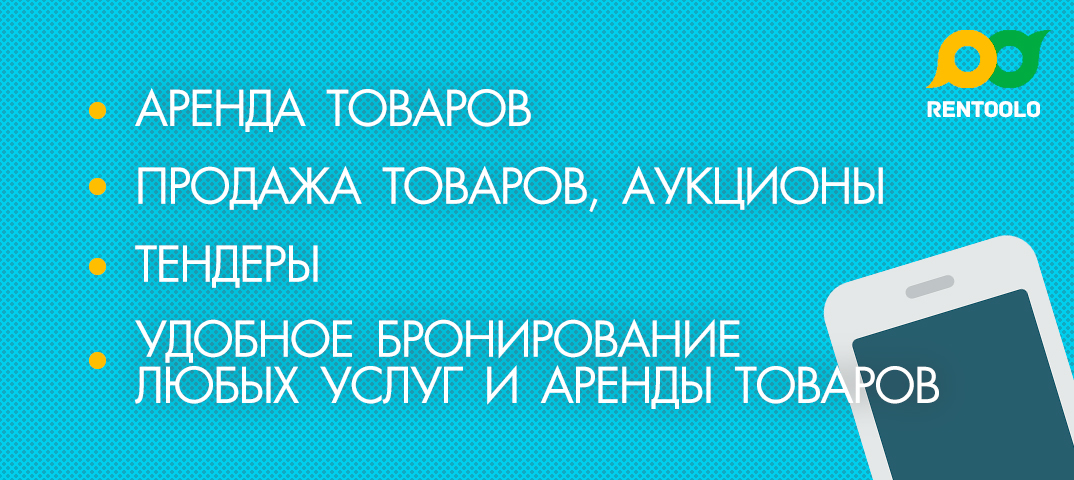 RENTOOLO
АРЕНДА ТОВАРОВ
ПРОДАЖА ТОВАРОВ, АУКЦИОНЫ
ТЕНДЕРЫ
УДОБНОЕ БРОНИРОВАНИЕ
ЛЮБЫХ УСЛУГ И АРЕНДЫ ТОВАРОВ